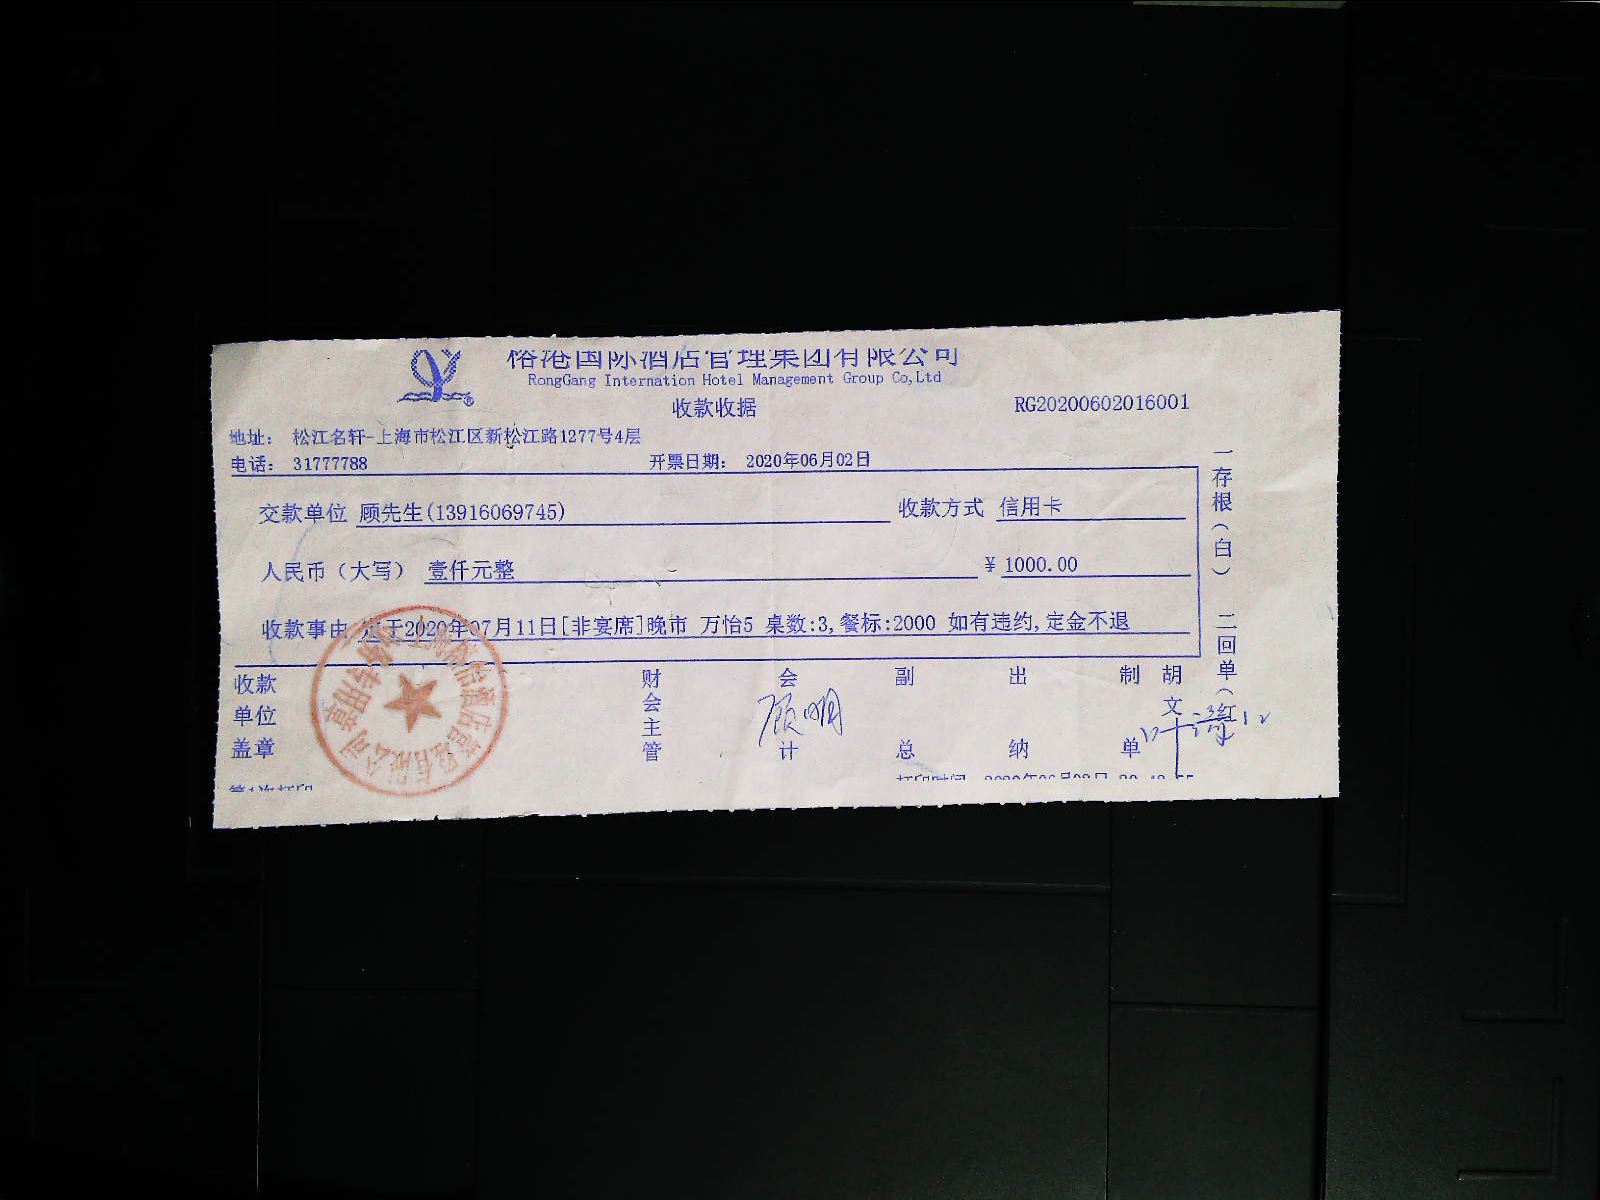 国际酒店管理集团有限公司
RongGang Internation Hotel Management Group Co,Ltd
收款收据
RG20200602016001
地址： 松江名轩-上海市松江区新松江路1277号4层
电话： 31777788 开票日期： 2020年06月02日
交款单位 顾先生(13916069745) 收款方式 信用卡
人民币（大写） 壹仟元整 ￥1000.00
收款事由 定于2020年07月11日[非宴席]晚市 万怡5 桌数:3,餐标:2000 如有违约,定金不退
收款单位盖章
财会主管
会计
顾明
副总
出纳
制单
胡文
一存根（白） 二回单（红
专用章